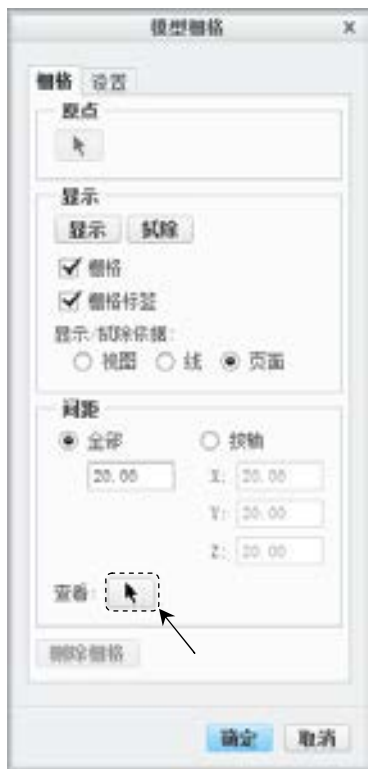 模型栅格
栅格 设置
原点
显示
显示 拭除
栅格
栅格标签
显示/拭除依据:
视图 线 页面
间距
全部 按轴
20.00 X: 20.00
Y: 20.00
Z: 20.00
查看:
删除栅格
确定 取消